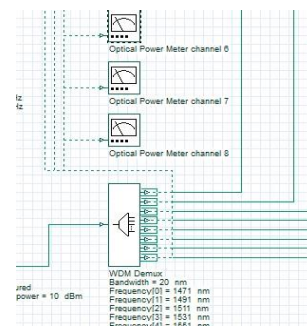 Optical Power Meter channel 6
Optical Power Meter channel 7
Hz
Optical Power Meter channel 8
WDM Demux
Bandwidth = 20 nm
Frequency[0] = 1471 nm
Frequency[1] = 1491 nm
Frequency[2] = 1511 nm
Frequency[3] = 1531 nm
ured
power = 10 dBm